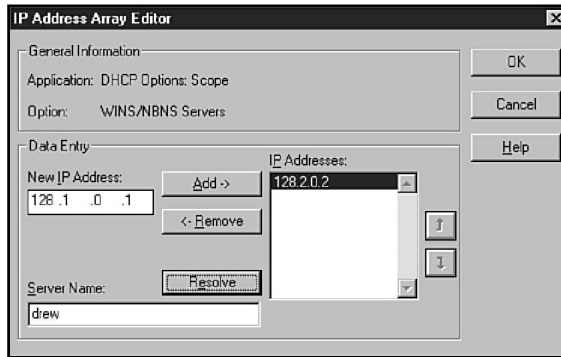 IP Address Array Editor
General Information
Application: DHCP Options: Scope
Option: WINS/NBNS Servers
OK
Cancel
Help
Data Entry
New IP Address:
128 .1 .0 .1
Add ->
<- Remove
IP Addresses:
128.2.0.2
Server Name:
Resolve
drew